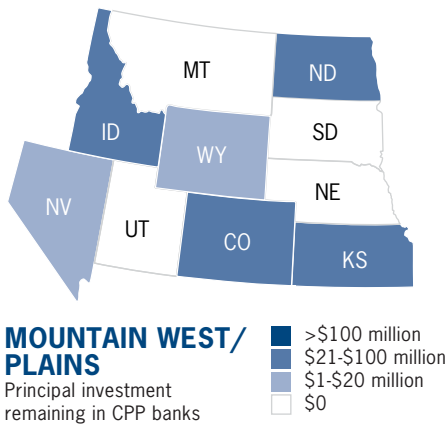 MT
ND
ID
SD
WY
NE
NV
UT
CO
KS
MOUNTAIN WEST/
PLAINS
Principal investment
remaining in CPP banks
>$100 million
$21-$100 million
$1-$20 million
$0